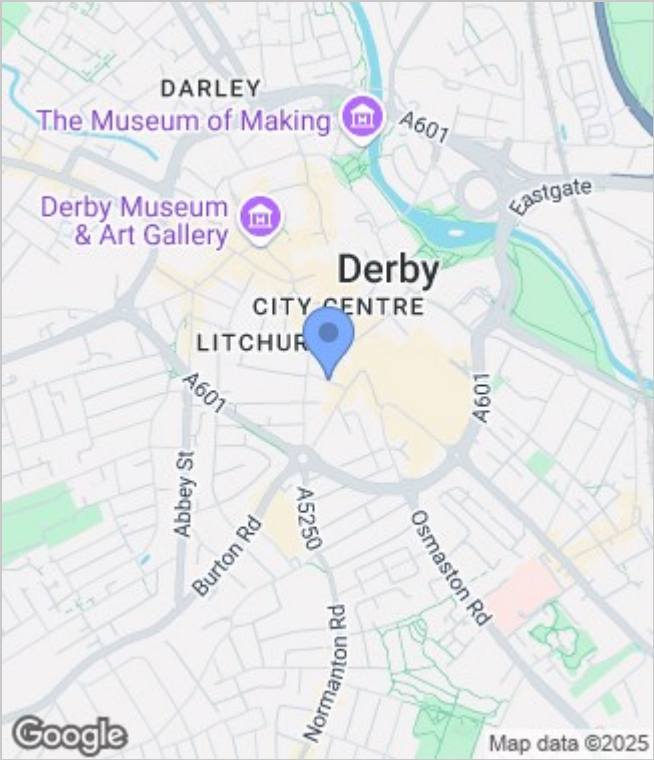 DARLEY
The Museum of Making
A601
Eastgate
Derby Museum
& Art Gallery
Derby
CITY CENTRE
LITCHUR
A601
A601
Abbey St
A5250
Burton Rd
Osmaston Rd
Normanton Rd
Google
Map data ©2025